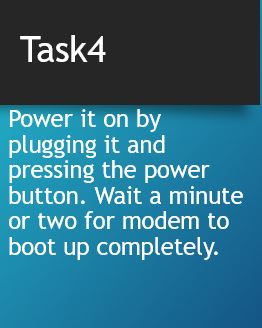 Task4
Power it on by
plugging it and
pressing the power
button. Wait a minute
or two for modem to
boot up completely.